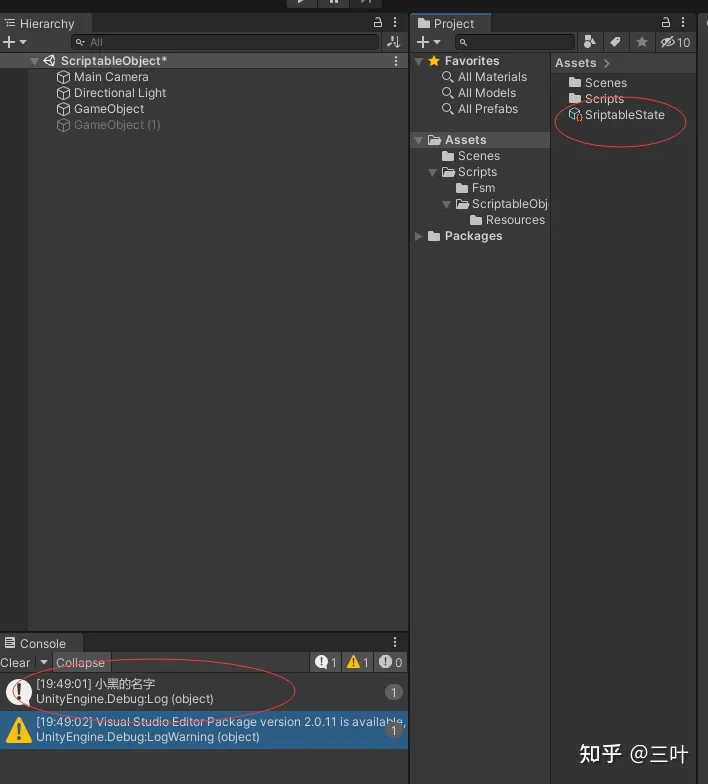 Hierarchy
All
ScriptableObject*
Main Camera
Directional Light
GameObject
GameObject (1)
Project
10
Favorites
All Materials
All Models
All Prefabs
Assets
Scenes
Scripts
Fsm
ScriptableObj
Resources
Packages
Assets
Scenes
Scripts
SriptableState
Console
Clear Collapse 1 1 0
[19:49:01] 小黑的名字
UnityEngine.Debug:Log (object)
1
[19:49:02] Visual Studio Editor Package version 2.0.11 is available,
UnityEngine.Debug:LogWarning (object)
1
知乎 @三叶